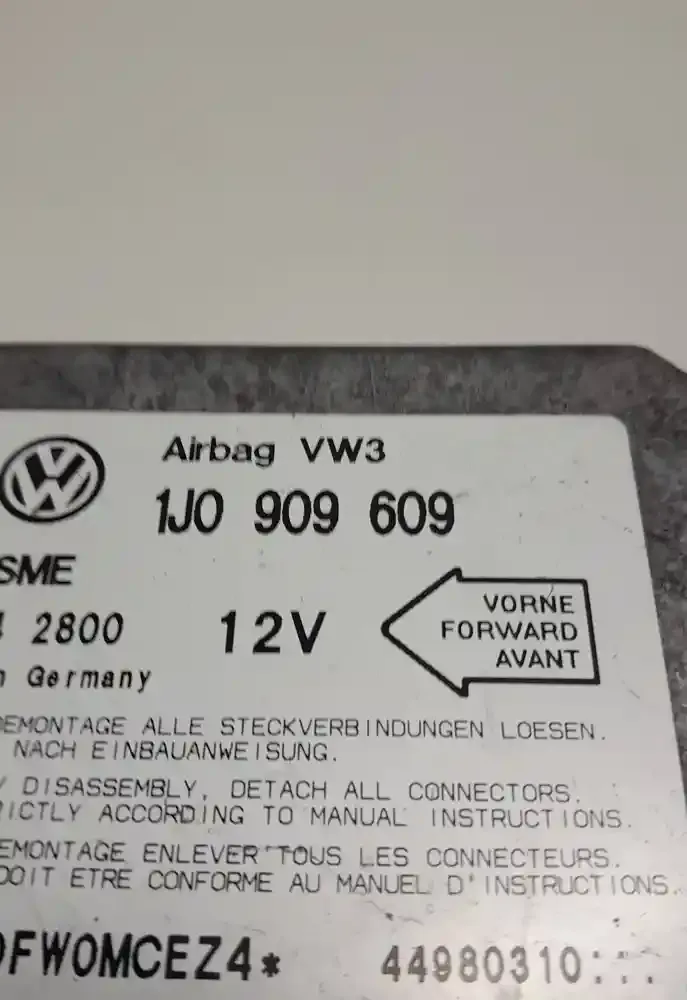 Airbag VW3
1J0 909 609
SME
2800 12V
VORNE
FORWARD
AVANT
Germany
EMONTAGE ALLE STECKVERBINDUNGEN LOESEN.
NACH EINBAUANWEISUNG.
DISASSEMBLY, DETACH ALL CONNECTORS.
ICTLY ACCORDING TO MANUAL INSTRUCTIONS.
EMONTAGE ENLEVER TOUS LES CONNECTEURS.
DOIT ETRE CONFORME AU MANUEL D'INSTRUCTIONS.
FW0MCEZ4* 44980310:::